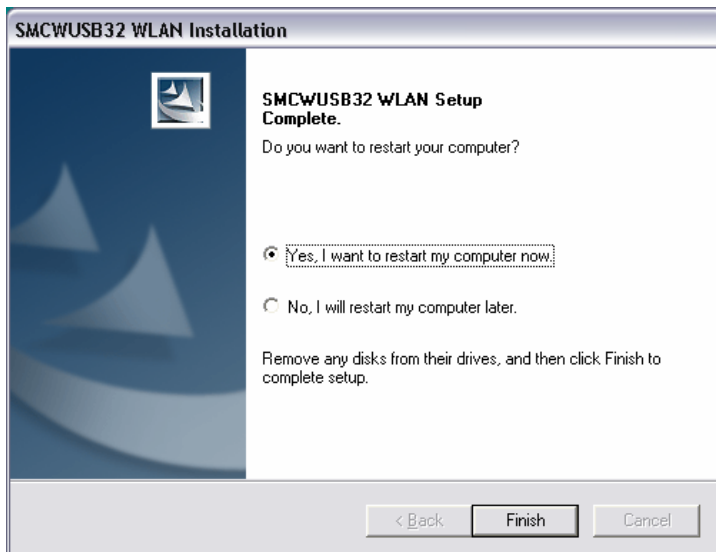 SMCWUSB32 WLAN Installation
SMCWUSB32 WLAN Setup
Complete.
Do you want to restart your computer?
Yes, I want to restart my computer now.
No, I will restart my computer later.
Remove any disks from their drives, and then click Finish to
complete setup.
< Back Finish Cancel